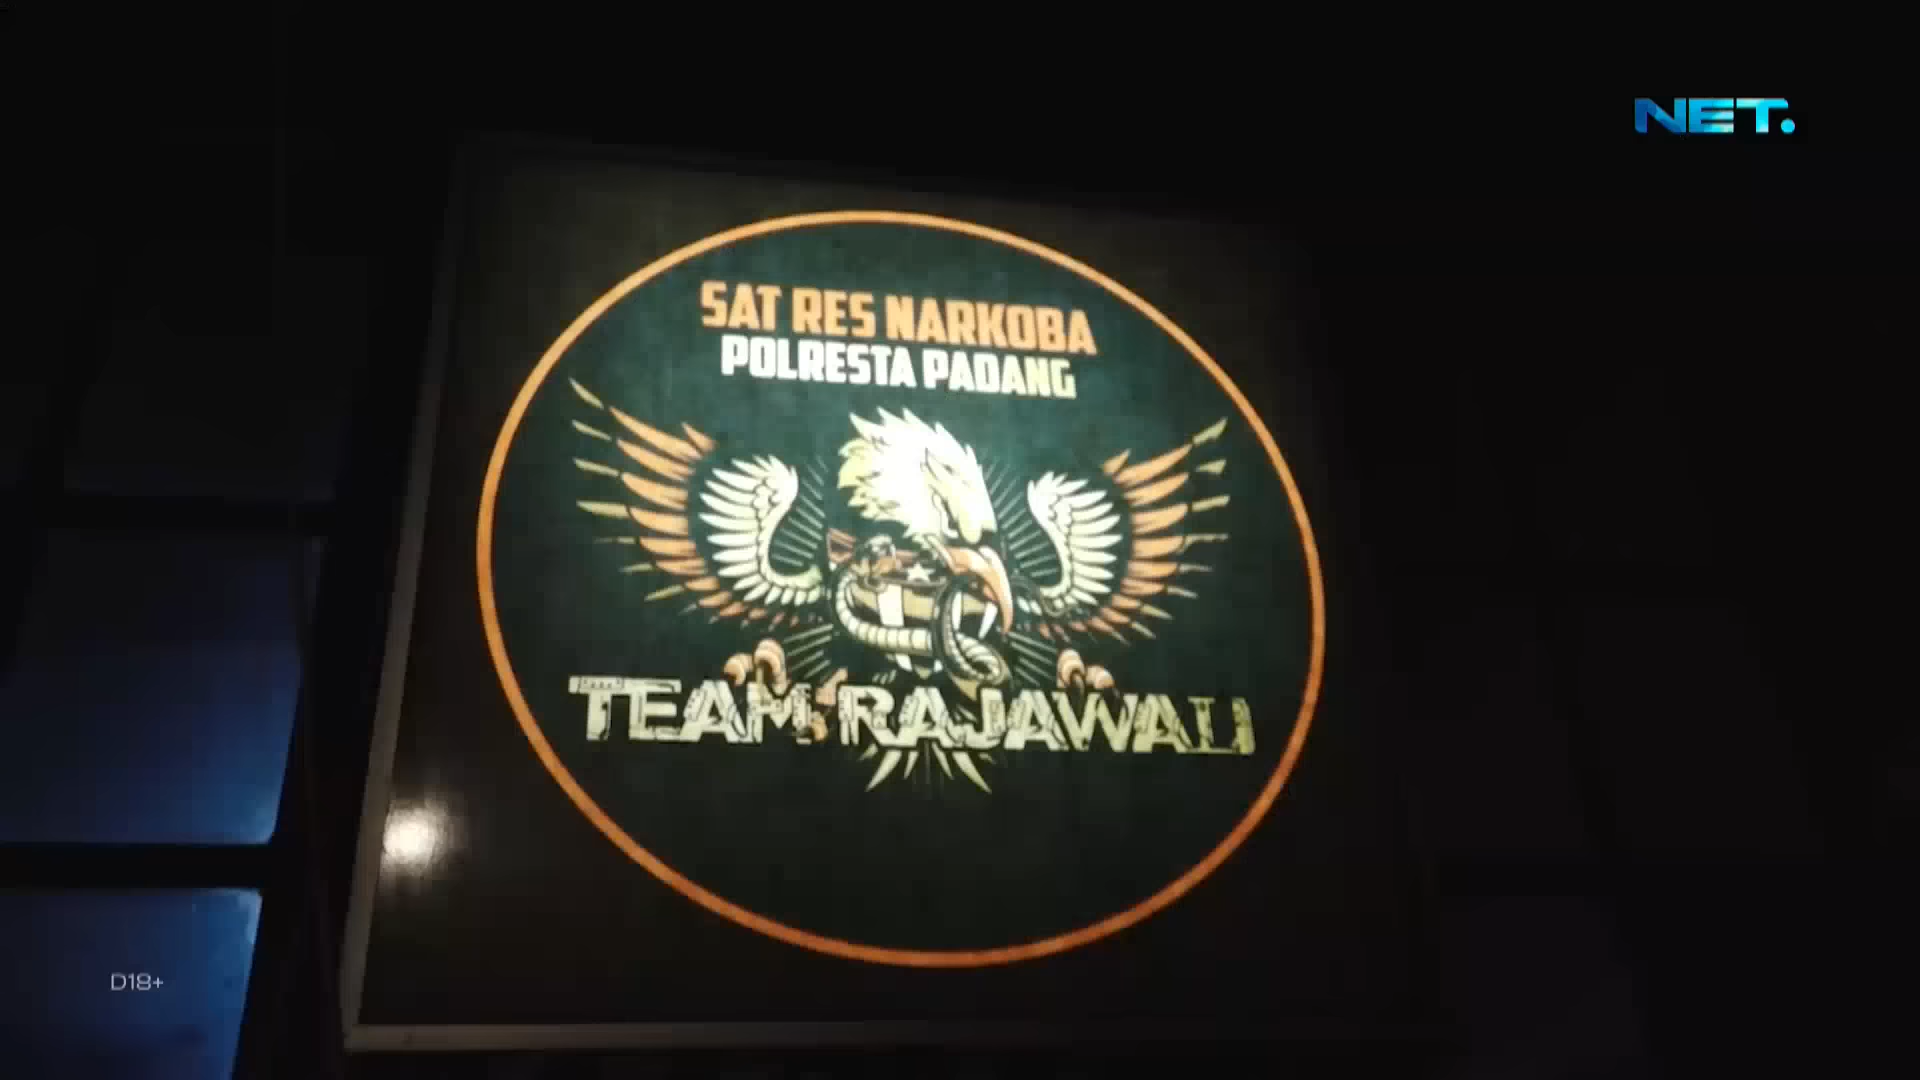 NET.
SAT RES NARKOBA
POLRESTA PADANG
TEAM RAJAWALI
D18+